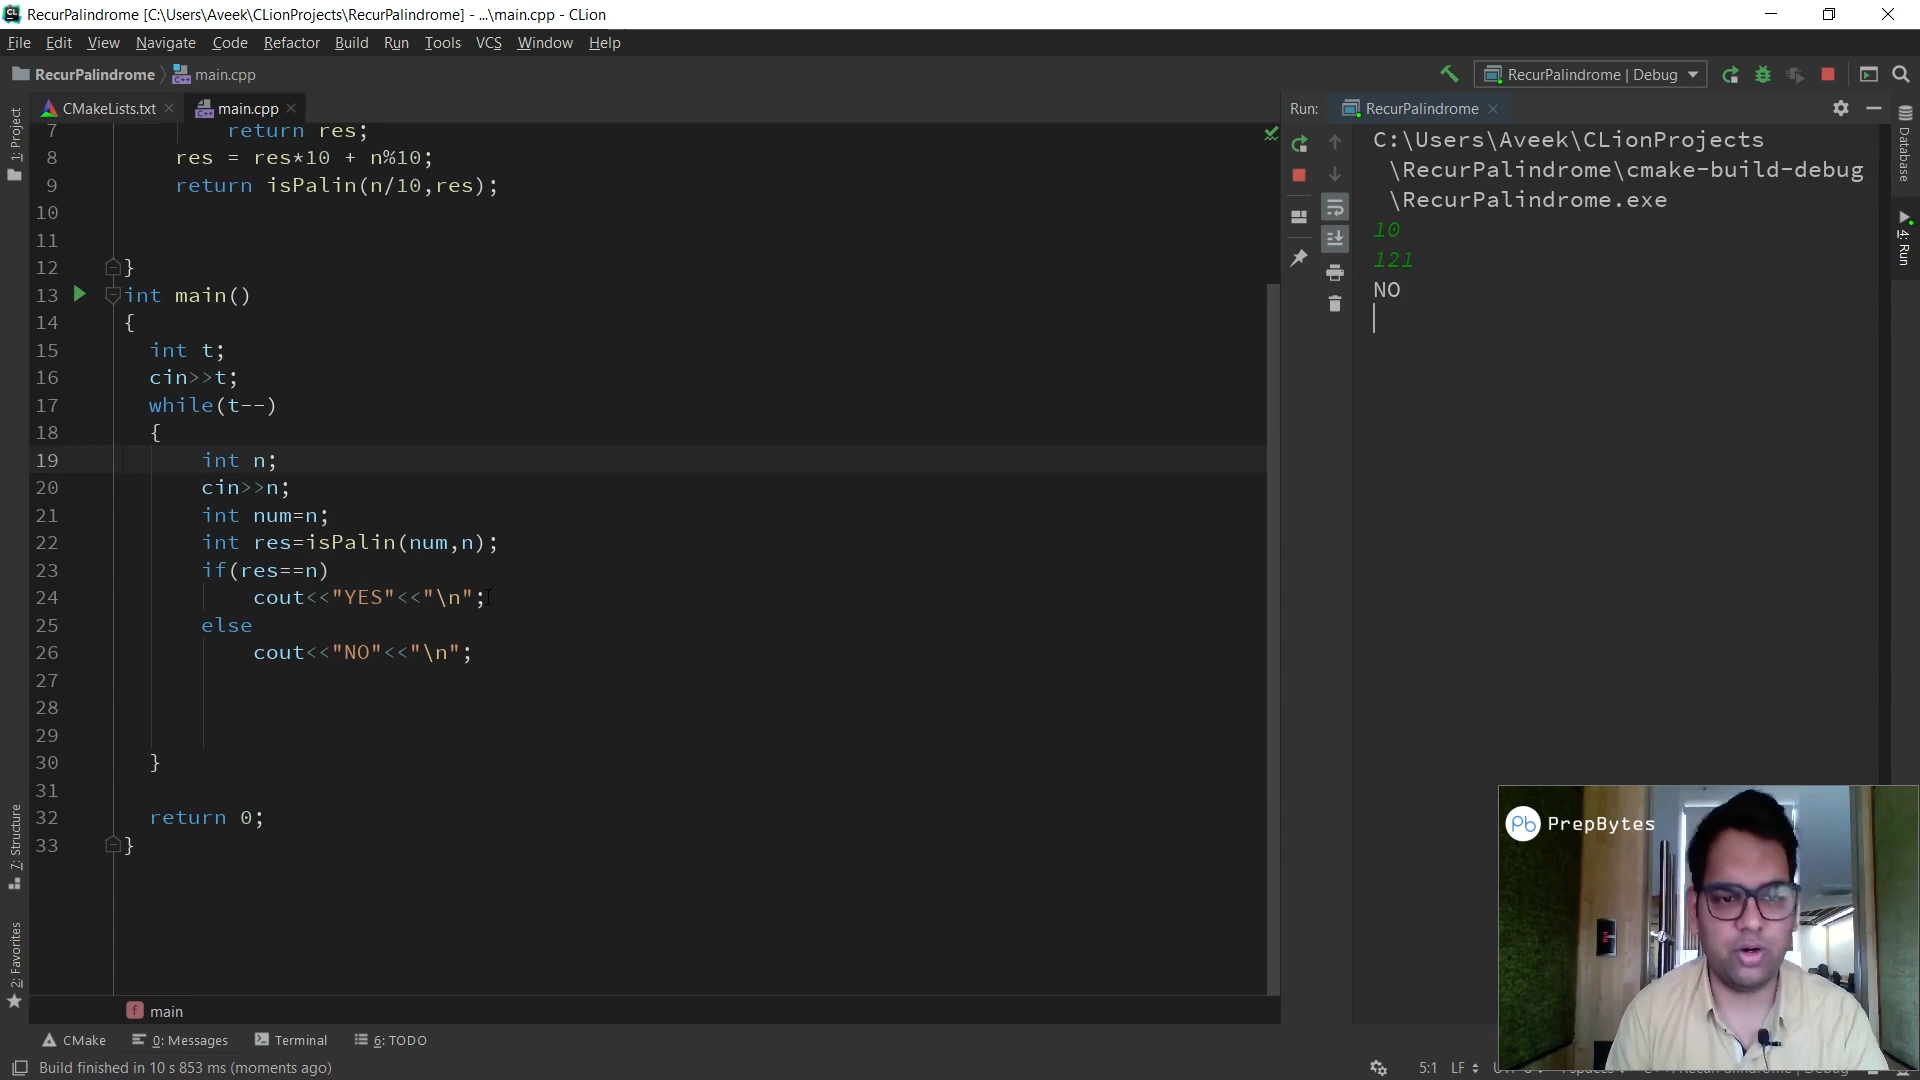 RecurPalindrome [C:\Users\Aveek\CLionProjects\RecurPalindrome] - ...\main.cpp - CLion
File Edit View Navigate Code Refactor Build Run Tools VCS Window Help
RecurPalindrome main.cpp
RecurPalindrome | Debug
CMakeLists.txt main.cpp
Run: RecurPalindrome
1: Project
7: Structure
2: Favorites
7 return res;
8 res = res*10 + n%10;
9 return isPalin(n/10,res);
10
11
12 }
13 int main()
14 {
15 int t;
16 cin>>t;
17 while(t--)
18 {
19 int n;
20 cin>>n;
21 int num=n;
22 int res=isPalin(num,n);
23 if(res==n)
24 cout<<"YES"<<"\n";
25 else
26 cout<<"NO"<<"\n";
27
28
29
30 }
31
32 return 0;
33 }
C:\Users\Aveek\CLionProjects
\RecurPalindrome\cmake-build-debug
\RecurPalindrome.exe
10
121
NO
Database
4: Run
Pb PrepBytes
f main
CMake 0: Messages Terminal 6: TODO
Build finished in 10 s 853 ms (moments ago)
5:1 LF